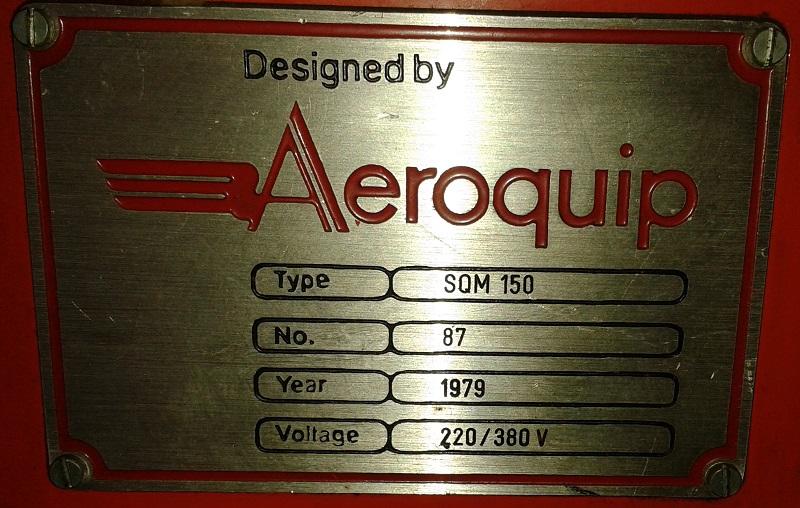 Designed by
Aeroquip
Type SQM 150
No. 87
Year 1979
Voltage 220/380 V